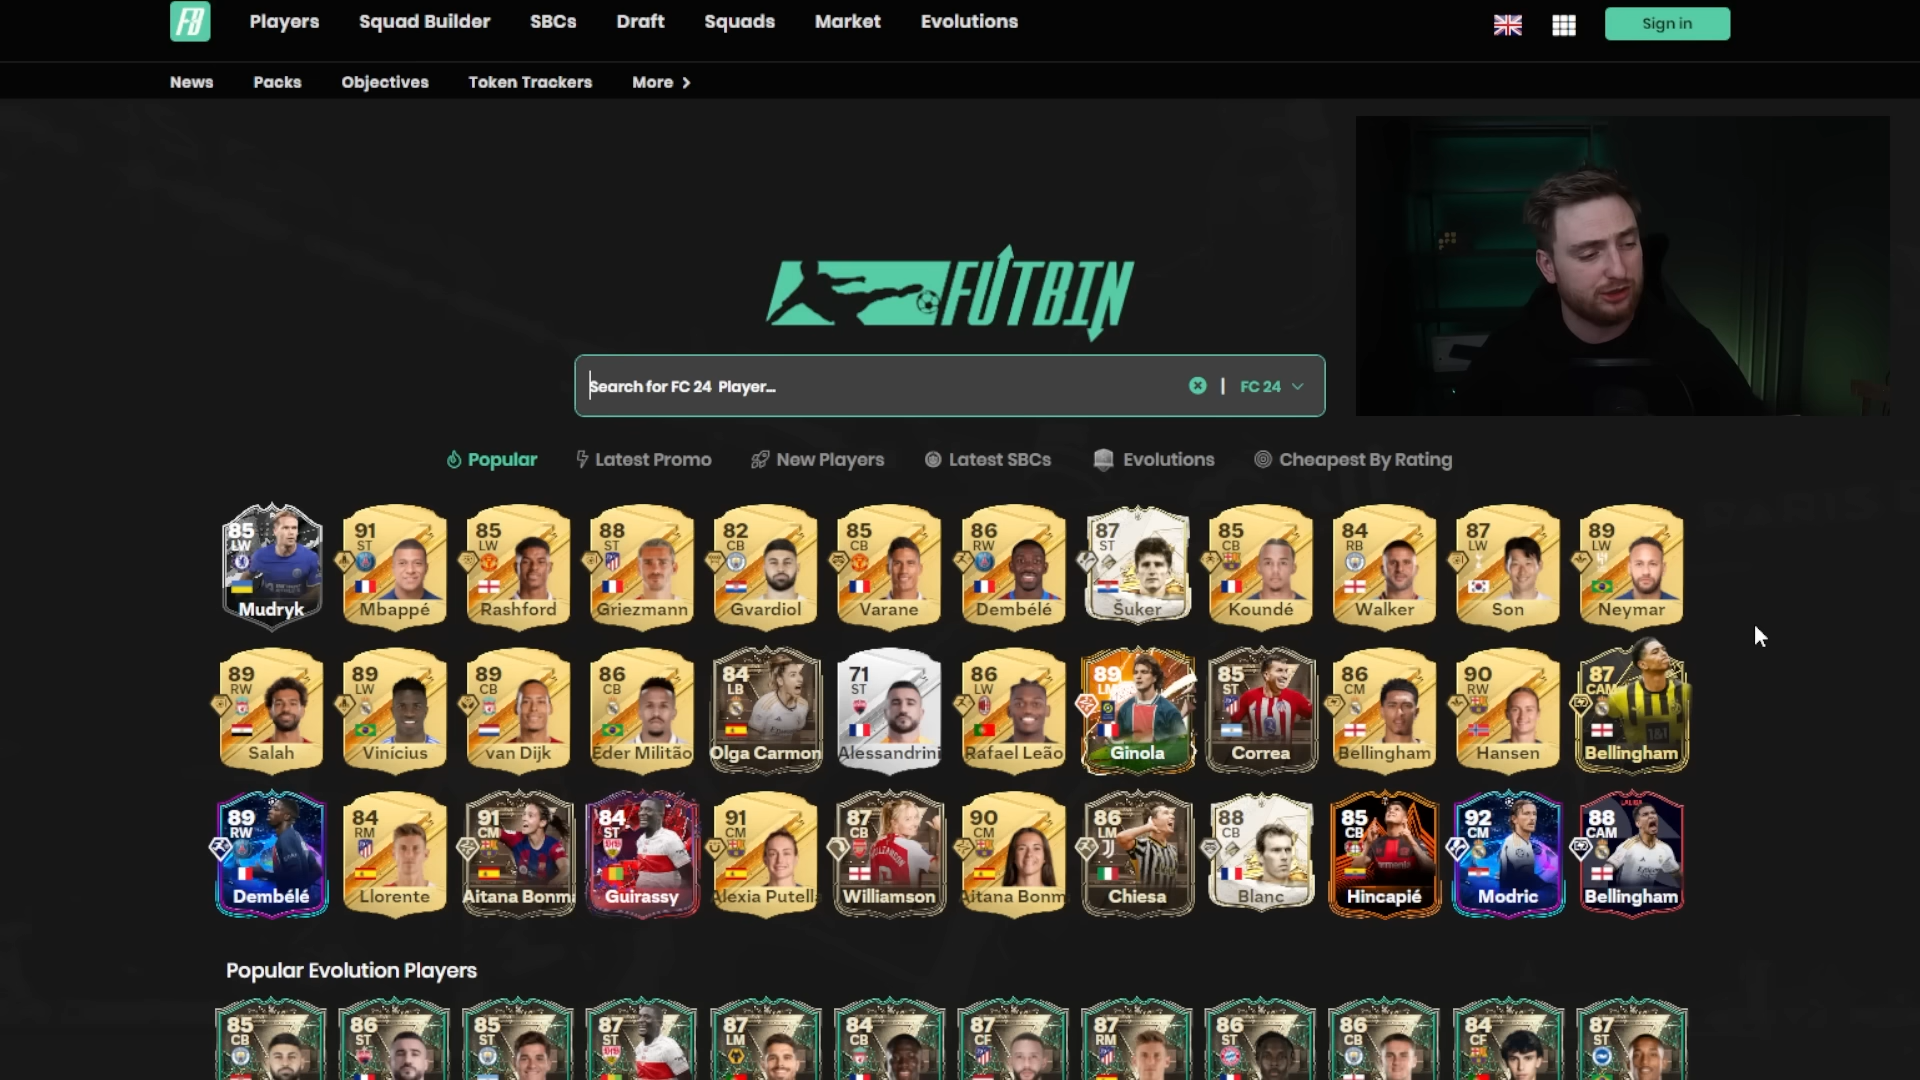 Players Squad Builder SBCs Draft Squads Market Evolutions Sign in
News Packs Objectives Token Trackers More
FUTBIN
Search for FC 24 Player... | FC 24
Popular Latest Promo New Players Latest SBCs Evolutions Cheapest By Rating
85 91 85 88 82 85 86 87 85 84 87 89
LW ST LW ST CB CB RW ST CB RB LW LW
Mudryk Mbappé Rashford Griezmann Gvardiol Varane Dembélé Šuker Koundé Walker Son Neymar
89 89 89 86 84 71 86 89 85 86 90 87
RW LW CB CB LB ST LW LM ST CM RW CAM
Salah Vinícius van Dijk Éder Militão Olga Carmon Alessandrini Rafael Leão Ginola Correa Bellingham Hansen Bellingham
89 84 91 84 91 87 90 86 88 85 92 88
RW RM CM ST CM CB CM LM CB CB CM CAM
Dembélé Llorente Aitana Bonm Guirassy Alexia Putella Williamson Aitana Bonm Chiesa Blanc Hincapié Modric Bellingham
Popular Evolution Players
85 86 85 87 87 84 87 87 86 86 84 87
CB ST ST ST LM CB CF RM ST CB CF ST